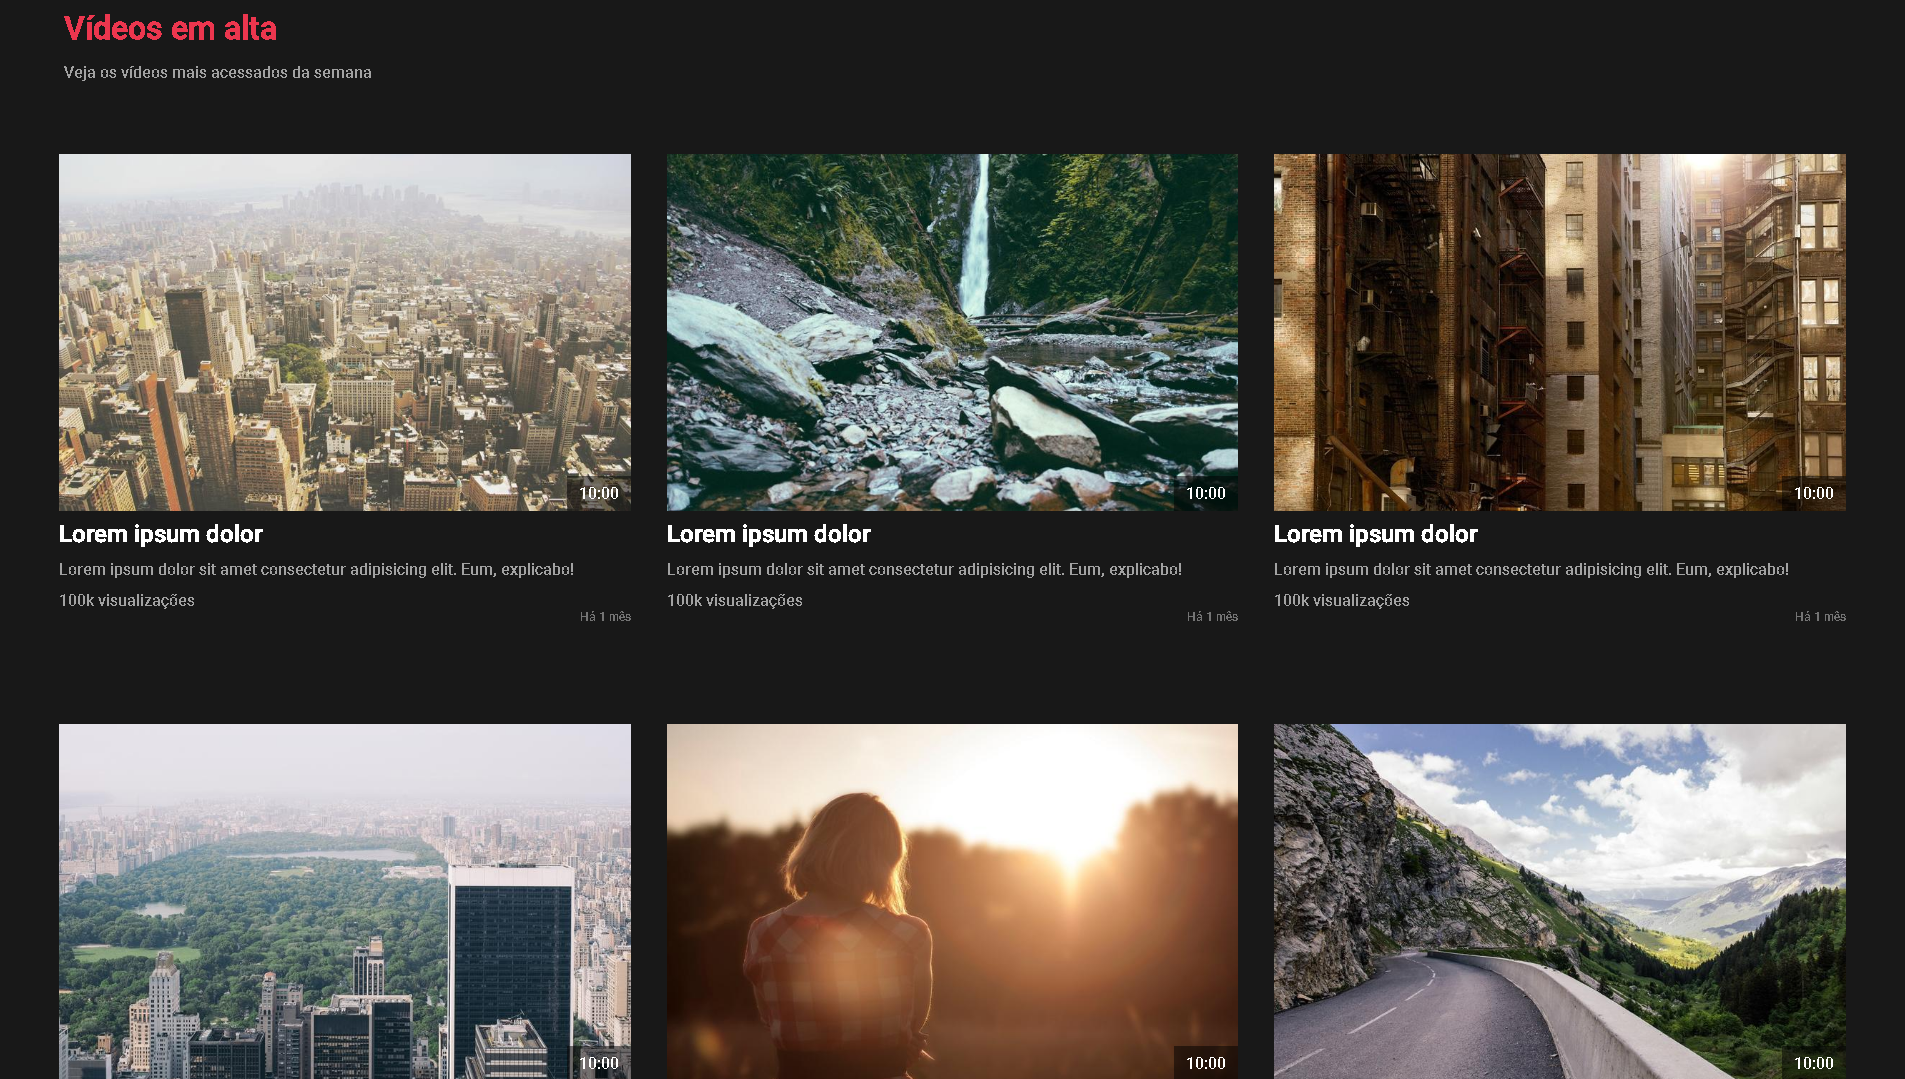 Vídeos em alta
Veja os vídeos mais acessados da semana
10:00
10:00
10:00
Lorem ipsum dolor
Lorem ipsum dolor
Lorem ipsum dolor
Lorem ipsum dolor sit amet consectetur adipisicing elit. Eum, explicabo!
Lorem ipsum dolor sit amet consectetur adipisicing elit. Eum, explicabo!
Lorem ipsum dolor sit amet consectetur adipisicing elit. Eum, explicabo!
100k visualizações
100k visualizações
100k visualizações
Há 1 mês
Há 1 mês
Há 1 mês
10:00
10:00
10:00